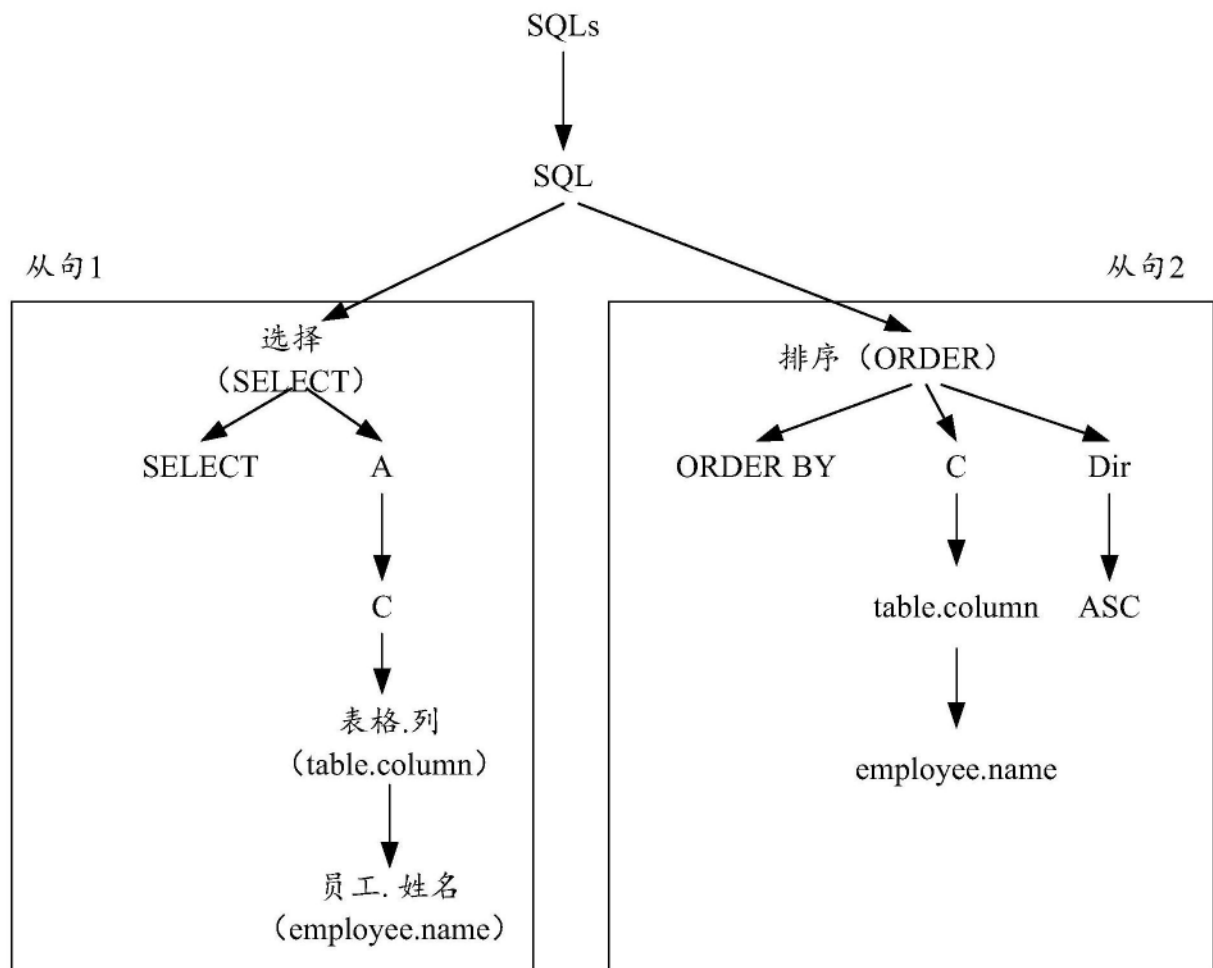 SQLs
SQL
从句1
从句2
选择
（SELECT）
排序（ORDER）
SELECT
A
ORDER BY
C
Dir
C
table.column
ASC
表格.列
（table.column）
employee.name
员工.姓名
（employee.name）